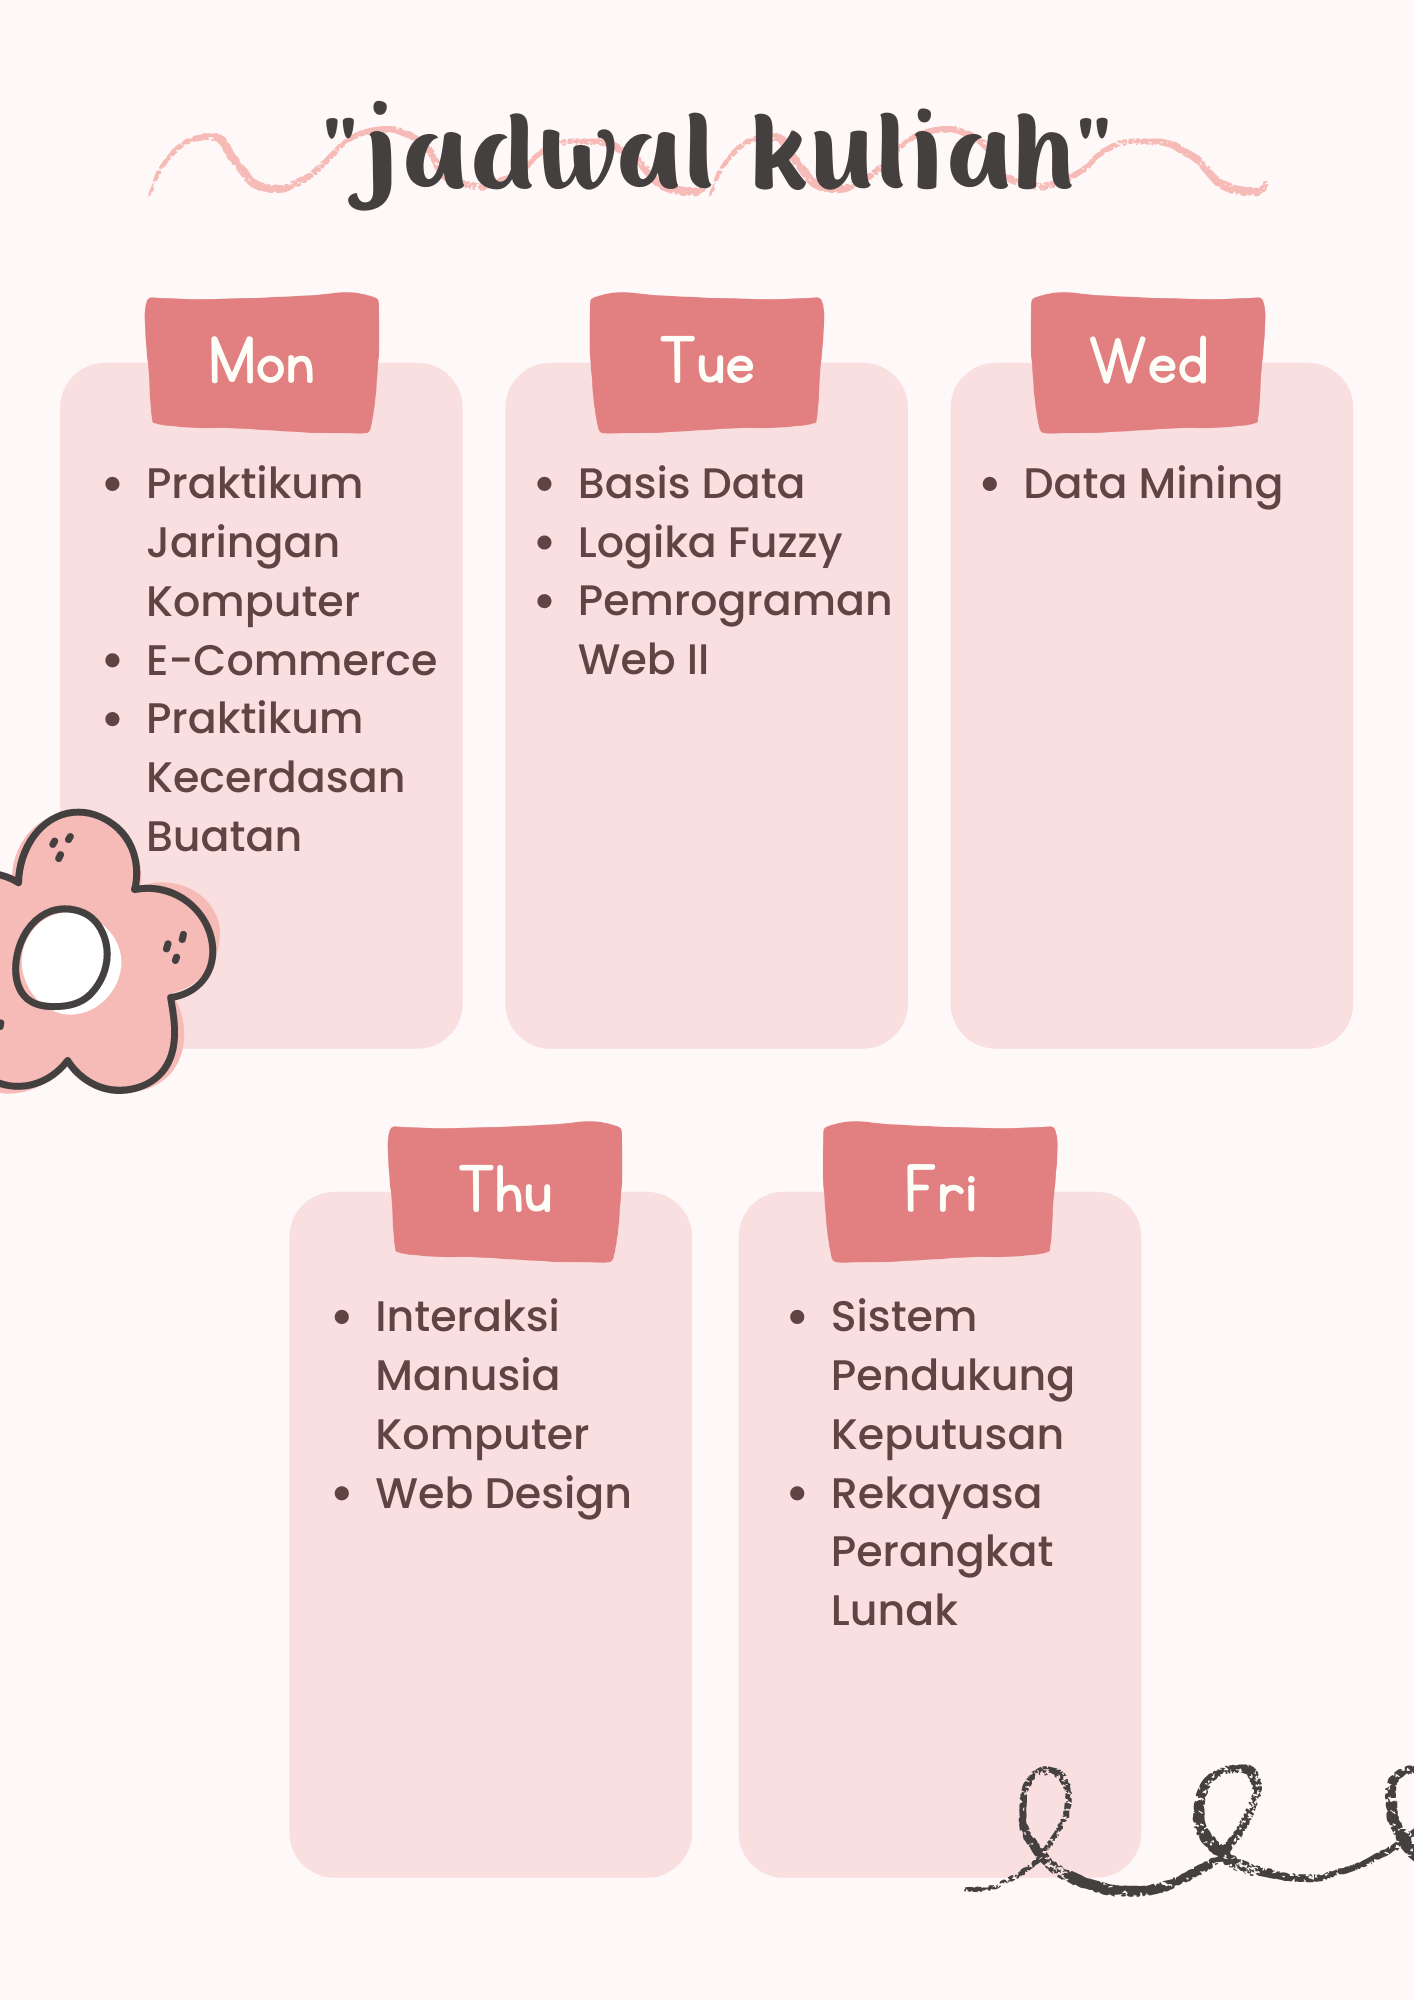 "jadwal kuliah"
Mon
• Praktikum
Jaringan
Komputer
• E-Commerce
• Praktikum
Kecerdasan
Buatan
Tue
• Basis Data
• Logika Fuzzy
• Pemrograman
Web II
Wed
• Data Mining
Thu
• Interaksi
Manusia
Komputer
• Web Design
Fri
• Sistem
Pendukung
Keputusan
• Rekayasa
Perangkat
Lunak